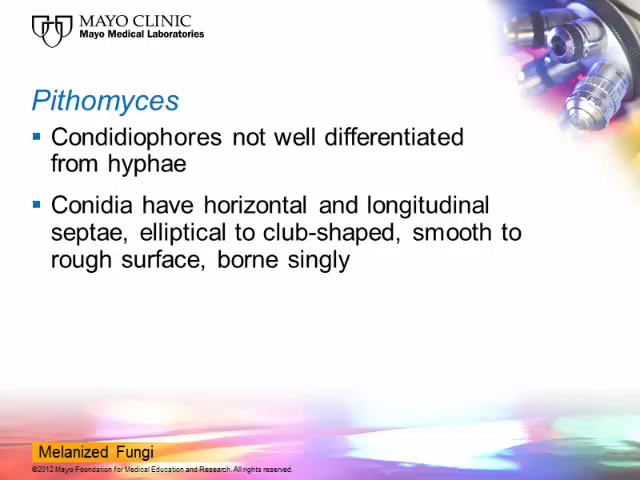 MAYO CLINIC
Mayo Medical Laboratories
Pithomyces
Condidiophores not well differentiated
from hyphae
Conidia have horizontal and longitudinal
septae, elliptical to club-shaped, smooth to
rough surface, borne singly
Melanized Fungi
©2012 Mayo Foundation for Medical Education and Research. All rights reserved.